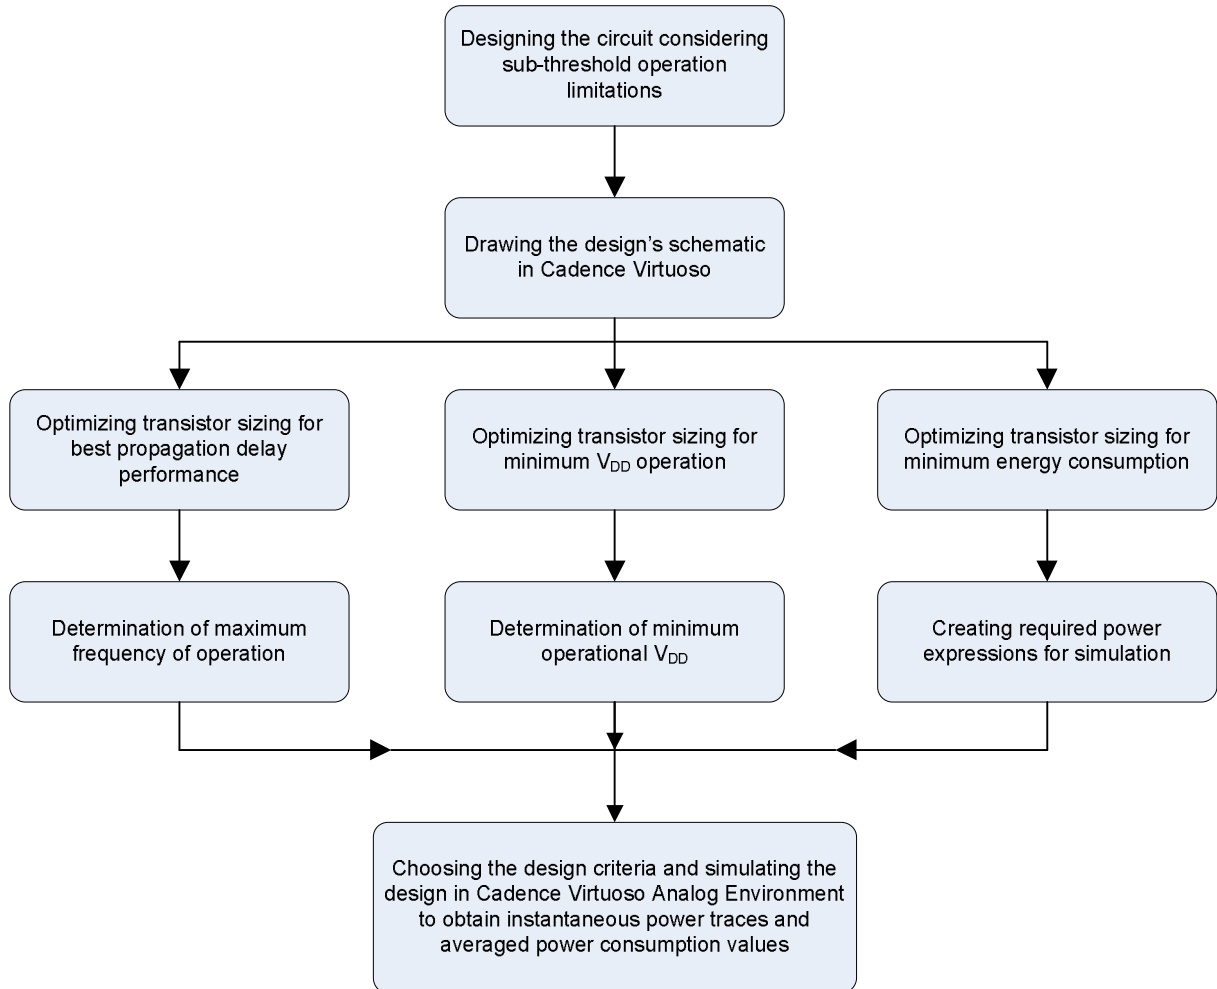 Designing the circuit considering
sub-threshold operation
limitations
Drawing the design's schematic
in Cadence Virtuoso
Optimizing transistor sizing for
best propagation delay
performance
Optimizing transistor sizing for
minimum VDD operation
Optimizing transistor sizing for
minimum energy consumption
Determination of maximum
frequency of operation
Determination of minimum
operational VDD
Creating required power
expressions for simulation
Choosing the design criteria and simulating the
design in Cadence Virtuoso Analog Environment
to obtain instantaneous power traces and
averaged power consumption values